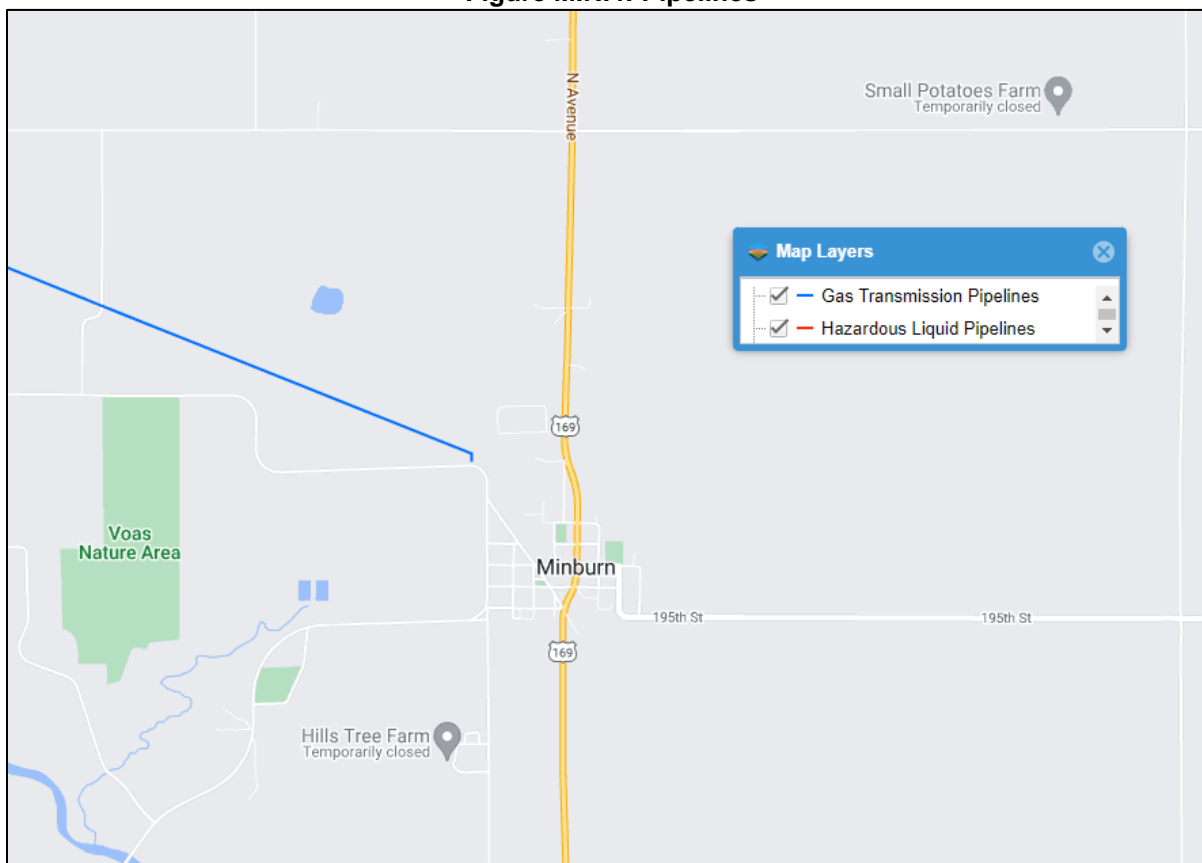 N Avenue
Small Potatoes Farm
Temporarily closed
Map Layers
Gas Transmission Pipelines
Hazardous Liquid Pipelines
169
Voas
Nature Area
Minburn
195th St
195th St
169
Hills Tree Farm
Temporarily closed